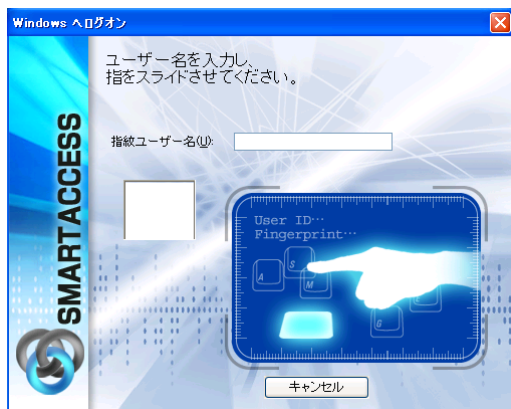 Windows へログオン
ユーザー名を入力し、
指をスライドさせてください。
指紋ユーザー名(U):
SMARTACCESS
User ID…
Fingerprint…
A
S
M
G
キャンセル